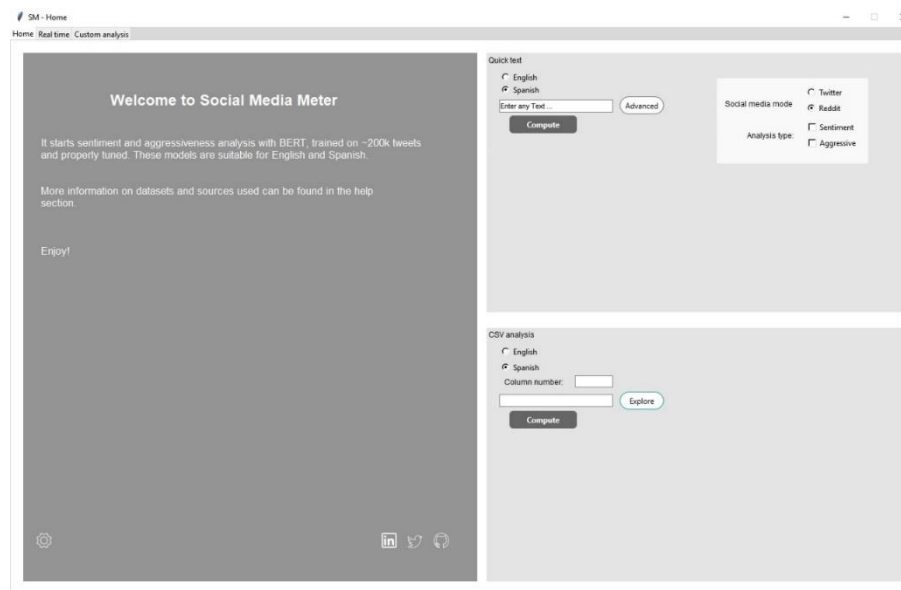 SM - Home
Home Real time Custom analysis
Welcome to Social Media Meter
It starts sentiment and aggressiveness analysis with BERT, trained on ~200k tweets
and properly tuned. These models are suitable for English and Spanish.
More information on datasets and sources used can be found in the help
section.
Enjoy!
in
Quick text
English
Spanish
Enter any Text ...
Advanced
Compute
Social media mode
Twitter
Reddit
Analysis type:
Sentiment
Aggressive
CSV analysis
English
Spanish
Column number:
Explore
Compute